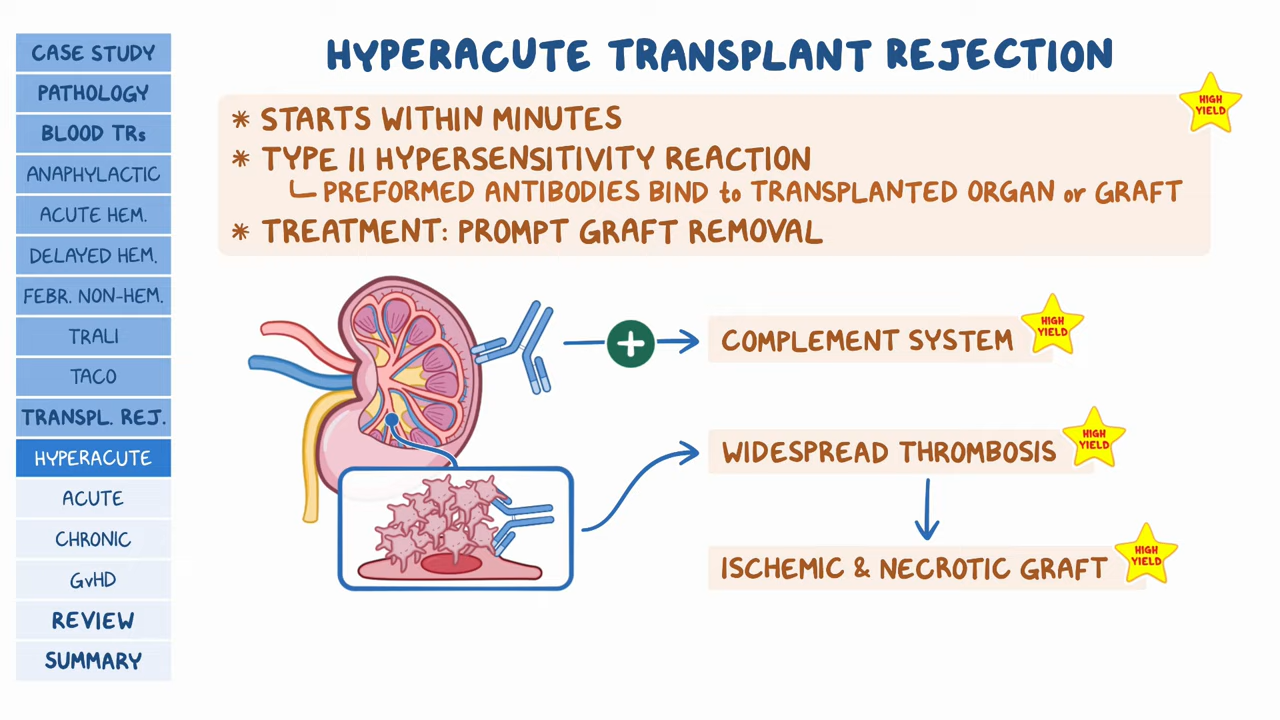 CASE STUDY
PATHOLOGY
BLOOD TRs
ANAPHYLACTIC
ACUTE HEM.
DELAYED HEM.
FEBR. NON-HEM.
TRALI
TACO
TRANSPL. REJ.
HYPERACUTE
ACUTE
CHRONIC
GvHD
REVIEW
SUMMARY
HYPERACUTE TRANSPLANT REJECTION
HIGH
YIELD
* STARTS WITHIN MINUTES
* TYPE II HYPERSENSITIVITY REACTION
PREFORMED ANTIBODIES BIND to TRANSPLANTED ORGAN or GRAFT
* TREATMENT: PROMPT GRAFT REMOVAL
+
COMPLEMENT SYSTEM
HIGH
YIELD
WIDESPREAD THROMBOSIS
HIGH
YIELD
ISCHEMIC & NECROTIC GRAFT
HIGH
YIELD